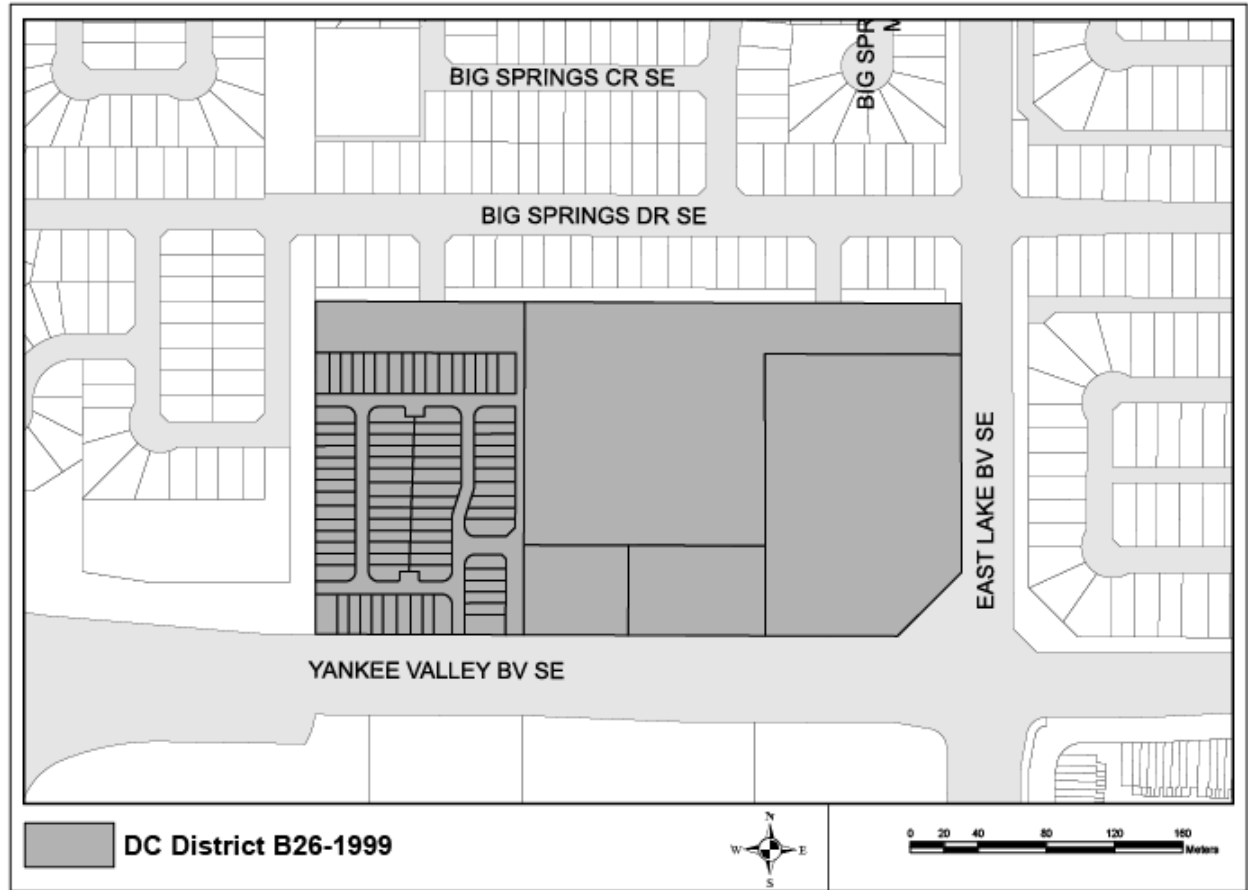 BIG SPRINGS CR SE
BIG SPR
M
BIG SPRINGS DR SE
EAST LAKE BV SE
YANKEE VALLEY BV SE
DC District B26-1999
N
W E
S
0 20 40 80 120 160
Meters